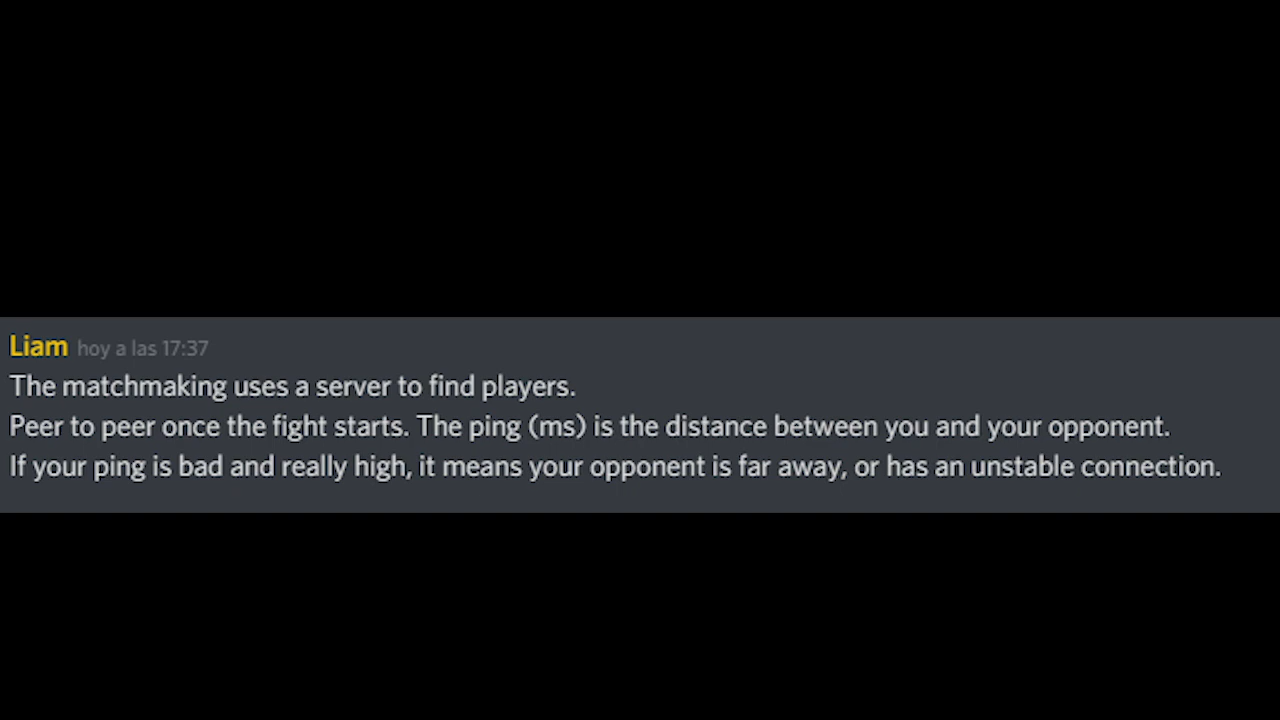 Liam hoy a las 17:37
The matchmaking uses a server to find players.
Peer to peer once the fight starts. The ping (ms) is the distance between you and your opponent.
If your ping is bad and really high, it means your opponent is far away, or has an unstable connection.